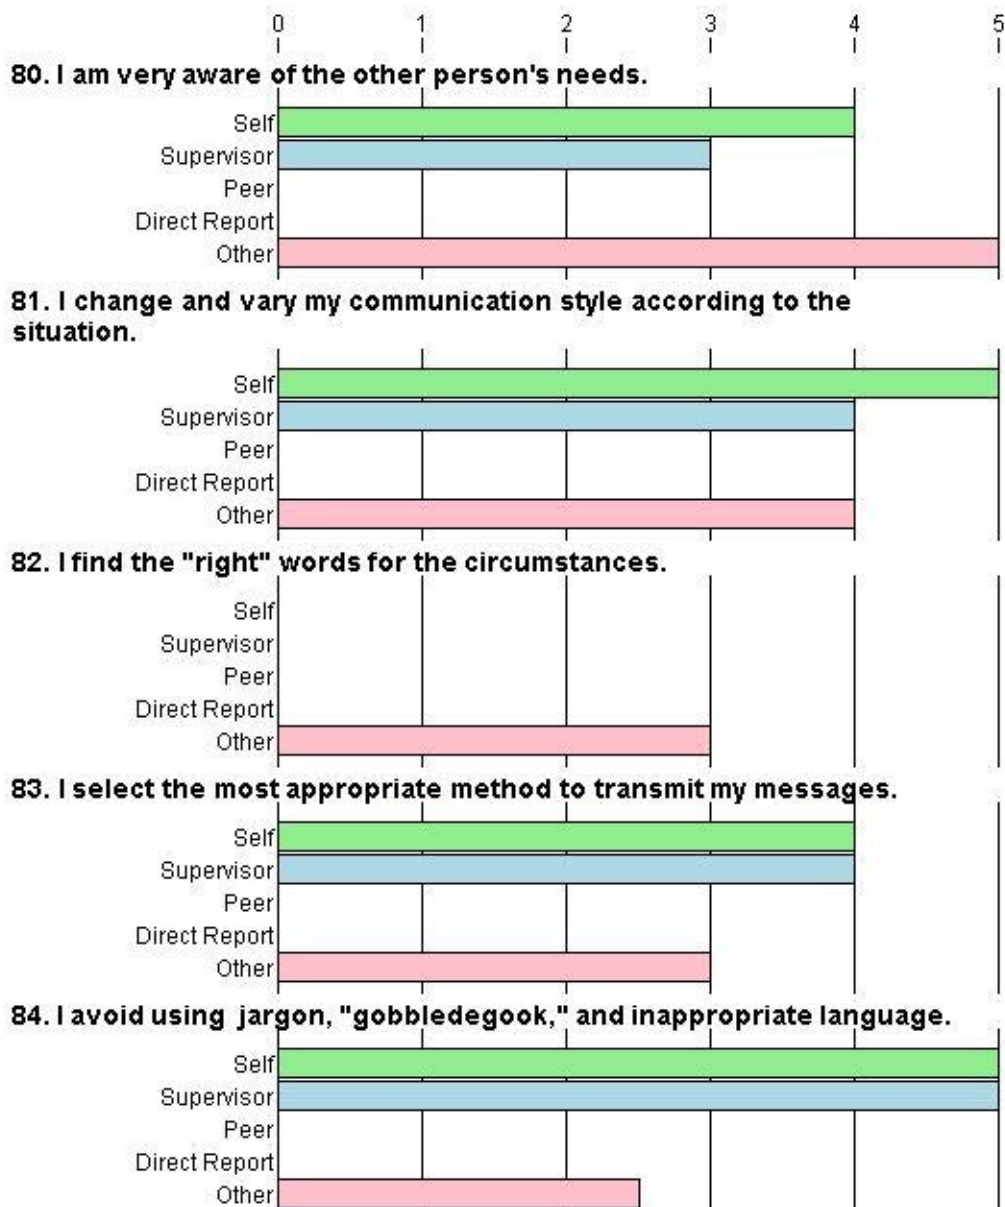 0 1 2 3 4 5
80. I am very aware of the other person's needs.
Self
Supervisor
Peer
Direct Report
Other
81. I change and vary my communication style according to the
situation.
Self
Supervisor
Peer
Direct Report
Other
82. I find the "right" words for the circumstances.
Self
Supervisor
Peer
Direct Report
Other
83. I select the most appropriate method to transmit my messages.
Self
Supervisor
Peer
Direct Report
Other
84. I avoid using jargon, "gobbledegook," and inappropriate language.
Self
Supervisor
Peer
Direct Report
Other